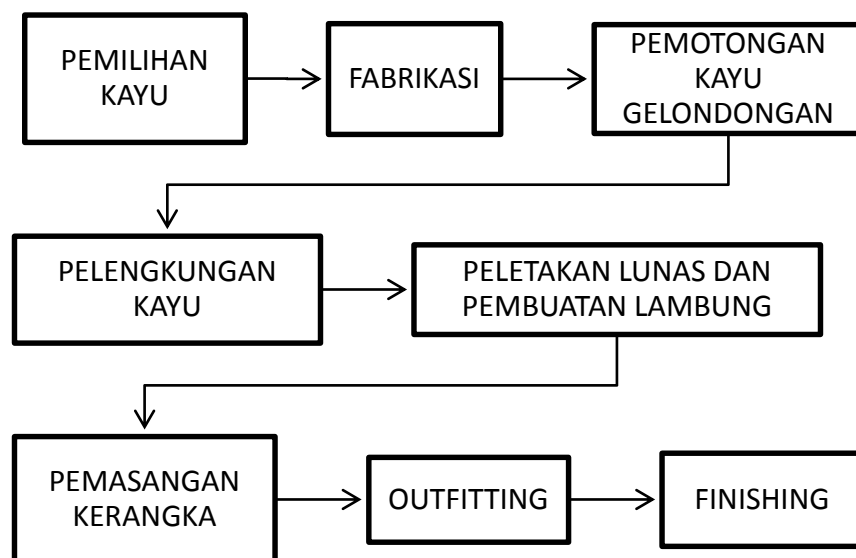 PEMILIHAN
KAYU
FABRIKASI
PEMOTONGAN
KAYU
GELONDONGAN
PELENGKUNGAN
KAYU
PELETAKAN LUNAS DAN
PEMBUATAN LAMBUNG
PEMASANGAN
KERANGKA
OUTFITTING
FINISHING